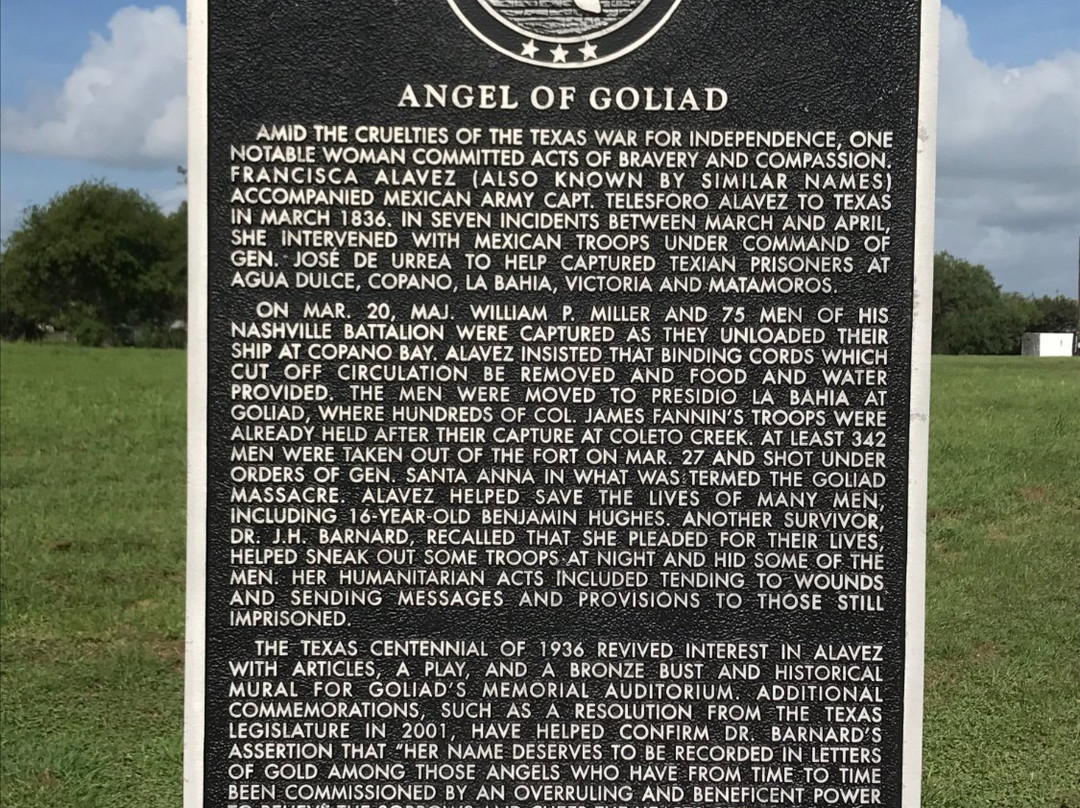 ANGEL OF GOLIAD
AMID THE CRUELTIES OF THE TEXAS WAR FOR INDEPENDENCE, ONE
NOTABLE WOMAN COMMITTED ACTS OF BRAVERY AND COMPASSION.
FRANCISCA ALAVEZ (ALSO KNOWN BY SIMILAR NAMES)
ACCOMPANIED MEXICAN ARMY CAPT. TELESFORO ALAVEZ TO TEXAS
IN MARCH 1836. IN SEVEN INCIDENTS BETWEEN MARCH AND APRIL,
SHE INTERVENED WITH MEXICAN TROOPS UNDER COMMAND OF
GEN. JOSÉ DE URREA TO HELP CAPTURED TEXIAN PRISONERS AT
AGUA DULCE, COPANO, LA BAHIA, VICTORIA AND MATAMOROS.
ON MAR. 20, MAJ. WILLIAM P. MILLER AND 75 MEN OF HIS
NASHVILLE BATTALION WERE CAPTURED AS THEY UNLOADED THEIR
SHIP AT COPANO BAY. ALAVEZ INSISTED THAT BINDING CORDS WHICH
CUT OFF CIRCULATION BE REMOVED AND FOOD AND WATER
PROVIDED. THE MEN WERE MOVED TO PRESIDIO LA BAHIA AT
GOLIAD, WHERE HUNDREDS OF COL. JAMES FANNIN'S TROOPS WERE
ALREADY HELD AFTER THEIR CAPTURE AT COLETO CREEK. AT LEAST 342
MEN WERE TAKEN OUT OF THE FORT ON MAR. 27 AND SHOT UNDER
ORDERS OF GEN. SANTA ANNA IN WHAT WAS TERMED THE GOLIAD
MASSACRE. ALAVEZ HELPED SAVE THE LIVES OF MANY MEN,
INCLUDING 16-YEAR-OLD BENJAMIN HUGHES. ANOTHER SURVIVOR,
DR. J.H. BARNARD, RECALLED THAT SHE PLEADED FOR THEIR LIVES,
HELPED SNEAK OUT SOME TROOPS AT NIGHT AND HID SOME OF THE
MEN. HER HUMANITARIAN ACTS INCLUDED TENDING TO WOUNDS
AND SENDING MESSAGES AND PROVISIONS TO THOSE STILL
IMPRISONED.
THE TEXAS CENTENNIAL OF 1936 REVIVED INTEREST IN ALAVEZ
WITH ARTICLES, A PLAY, AND A BRONZE BUST AND HISTORICAL
MURAL FOR GOLIAD'S MEMORIAL AUDITORIUM. ADDITIONAL
COMMEMORATIONS, SUCH AS A RESOLUTION FROM THE TEXAS
LEGISLATURE IN 2001, HAVE HELPED CONFIRM DR. BARNARD'S
ASSERTION THAT "HER NAME DESERVES TO BE RECORDED IN LETTERS
OF GOLD AMONG THOSE ANGELS WHO HAVE FROM TIME TO TIME
BEEN COMMISSIONED BY AN OVERRULING AND BENEFICENT POWER